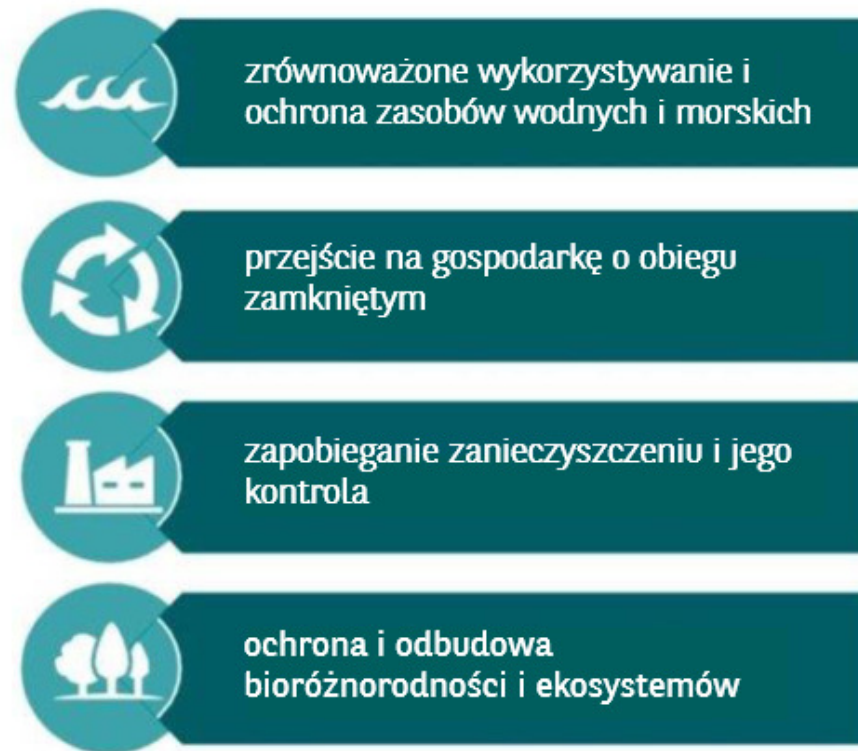 zrównoważone wykorzystywanie i
ochrona zasobów wodnych i morskich
przejście na gospodarkę o obiegu
zamkniętym
zapobieganie zanieczyszczeniu i jego
kontrola
ochrona i odbudowa
bioróżnorodności i ekosystemów